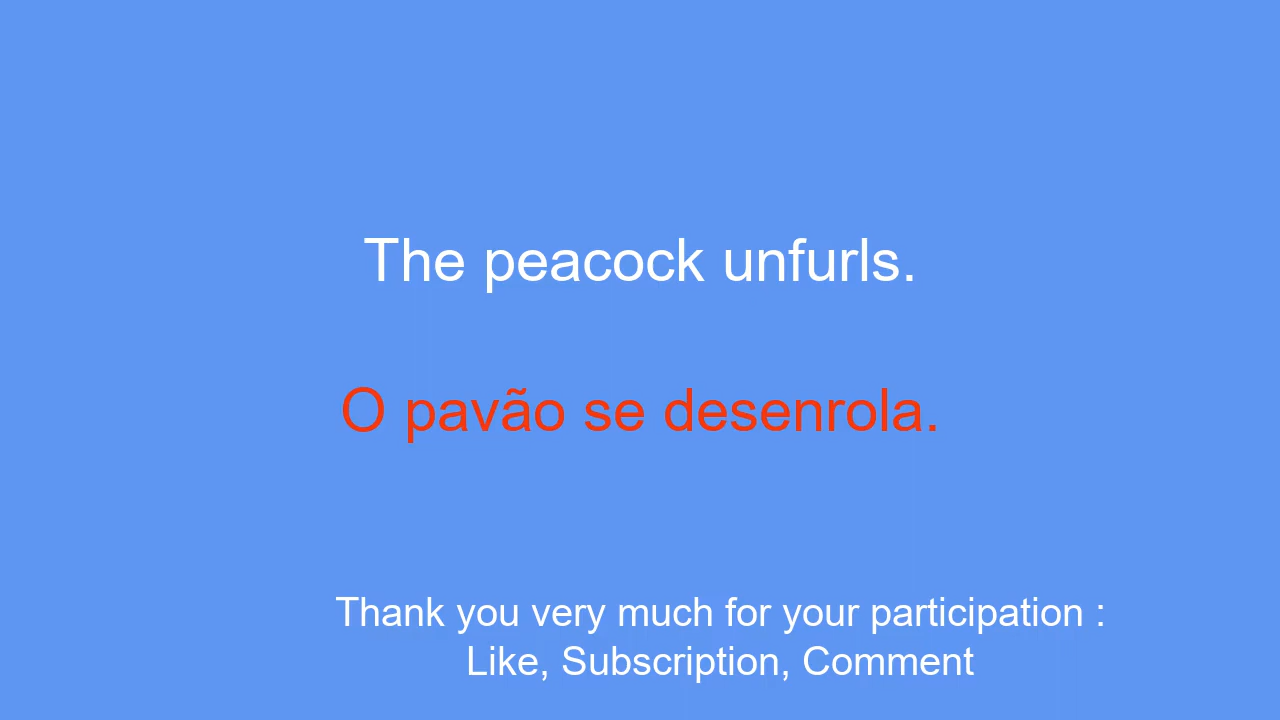 The peacock unfurls.
O pavão se desenrola.
Thank you very much for your participation :
Like, Subscription, Comment